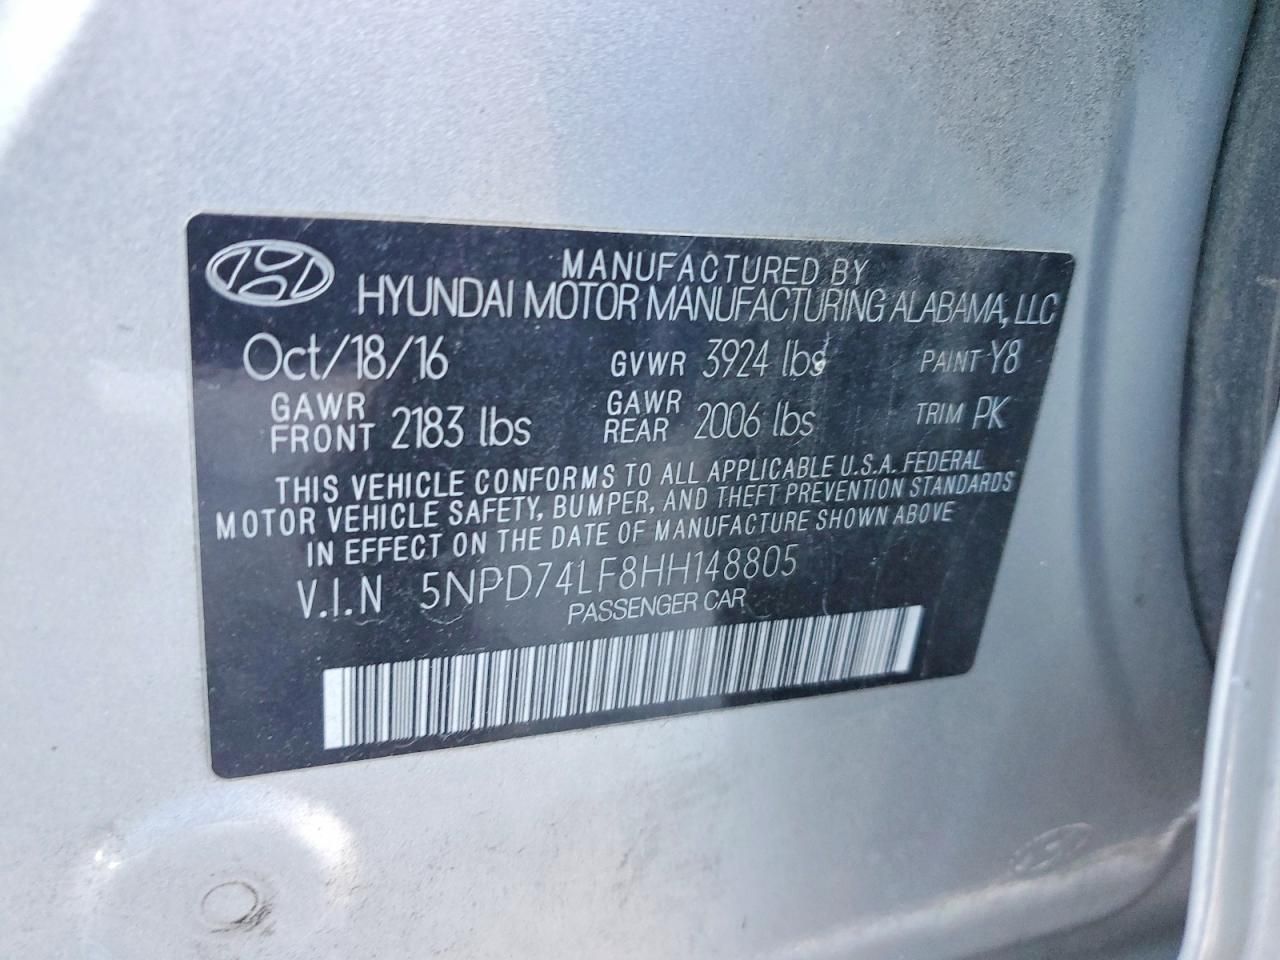 MANUFACTURED BY
HYUNDAI MOTOR MANUFACTURING ALABAMA, LLC
Oct/18/16 GVWR 3924 lbs PAINT Y8
GAWR FRONT 2183 lbs GAWR REAR 2006 lbs TRIM PK
THIS VEHICLE CONFORMS TO ALL APPLICABLE U.S.A. FEDERAL
MOTOR VEHICLE SAFETY, BUMPER, AND THEFT PREVENTION STANDARDS
IN EFFECT ON THE DATE OF MANUFACTURE SHOWN ABOVE
V.I.N 5NPD74LF8HH148805
PASSENGER CAR